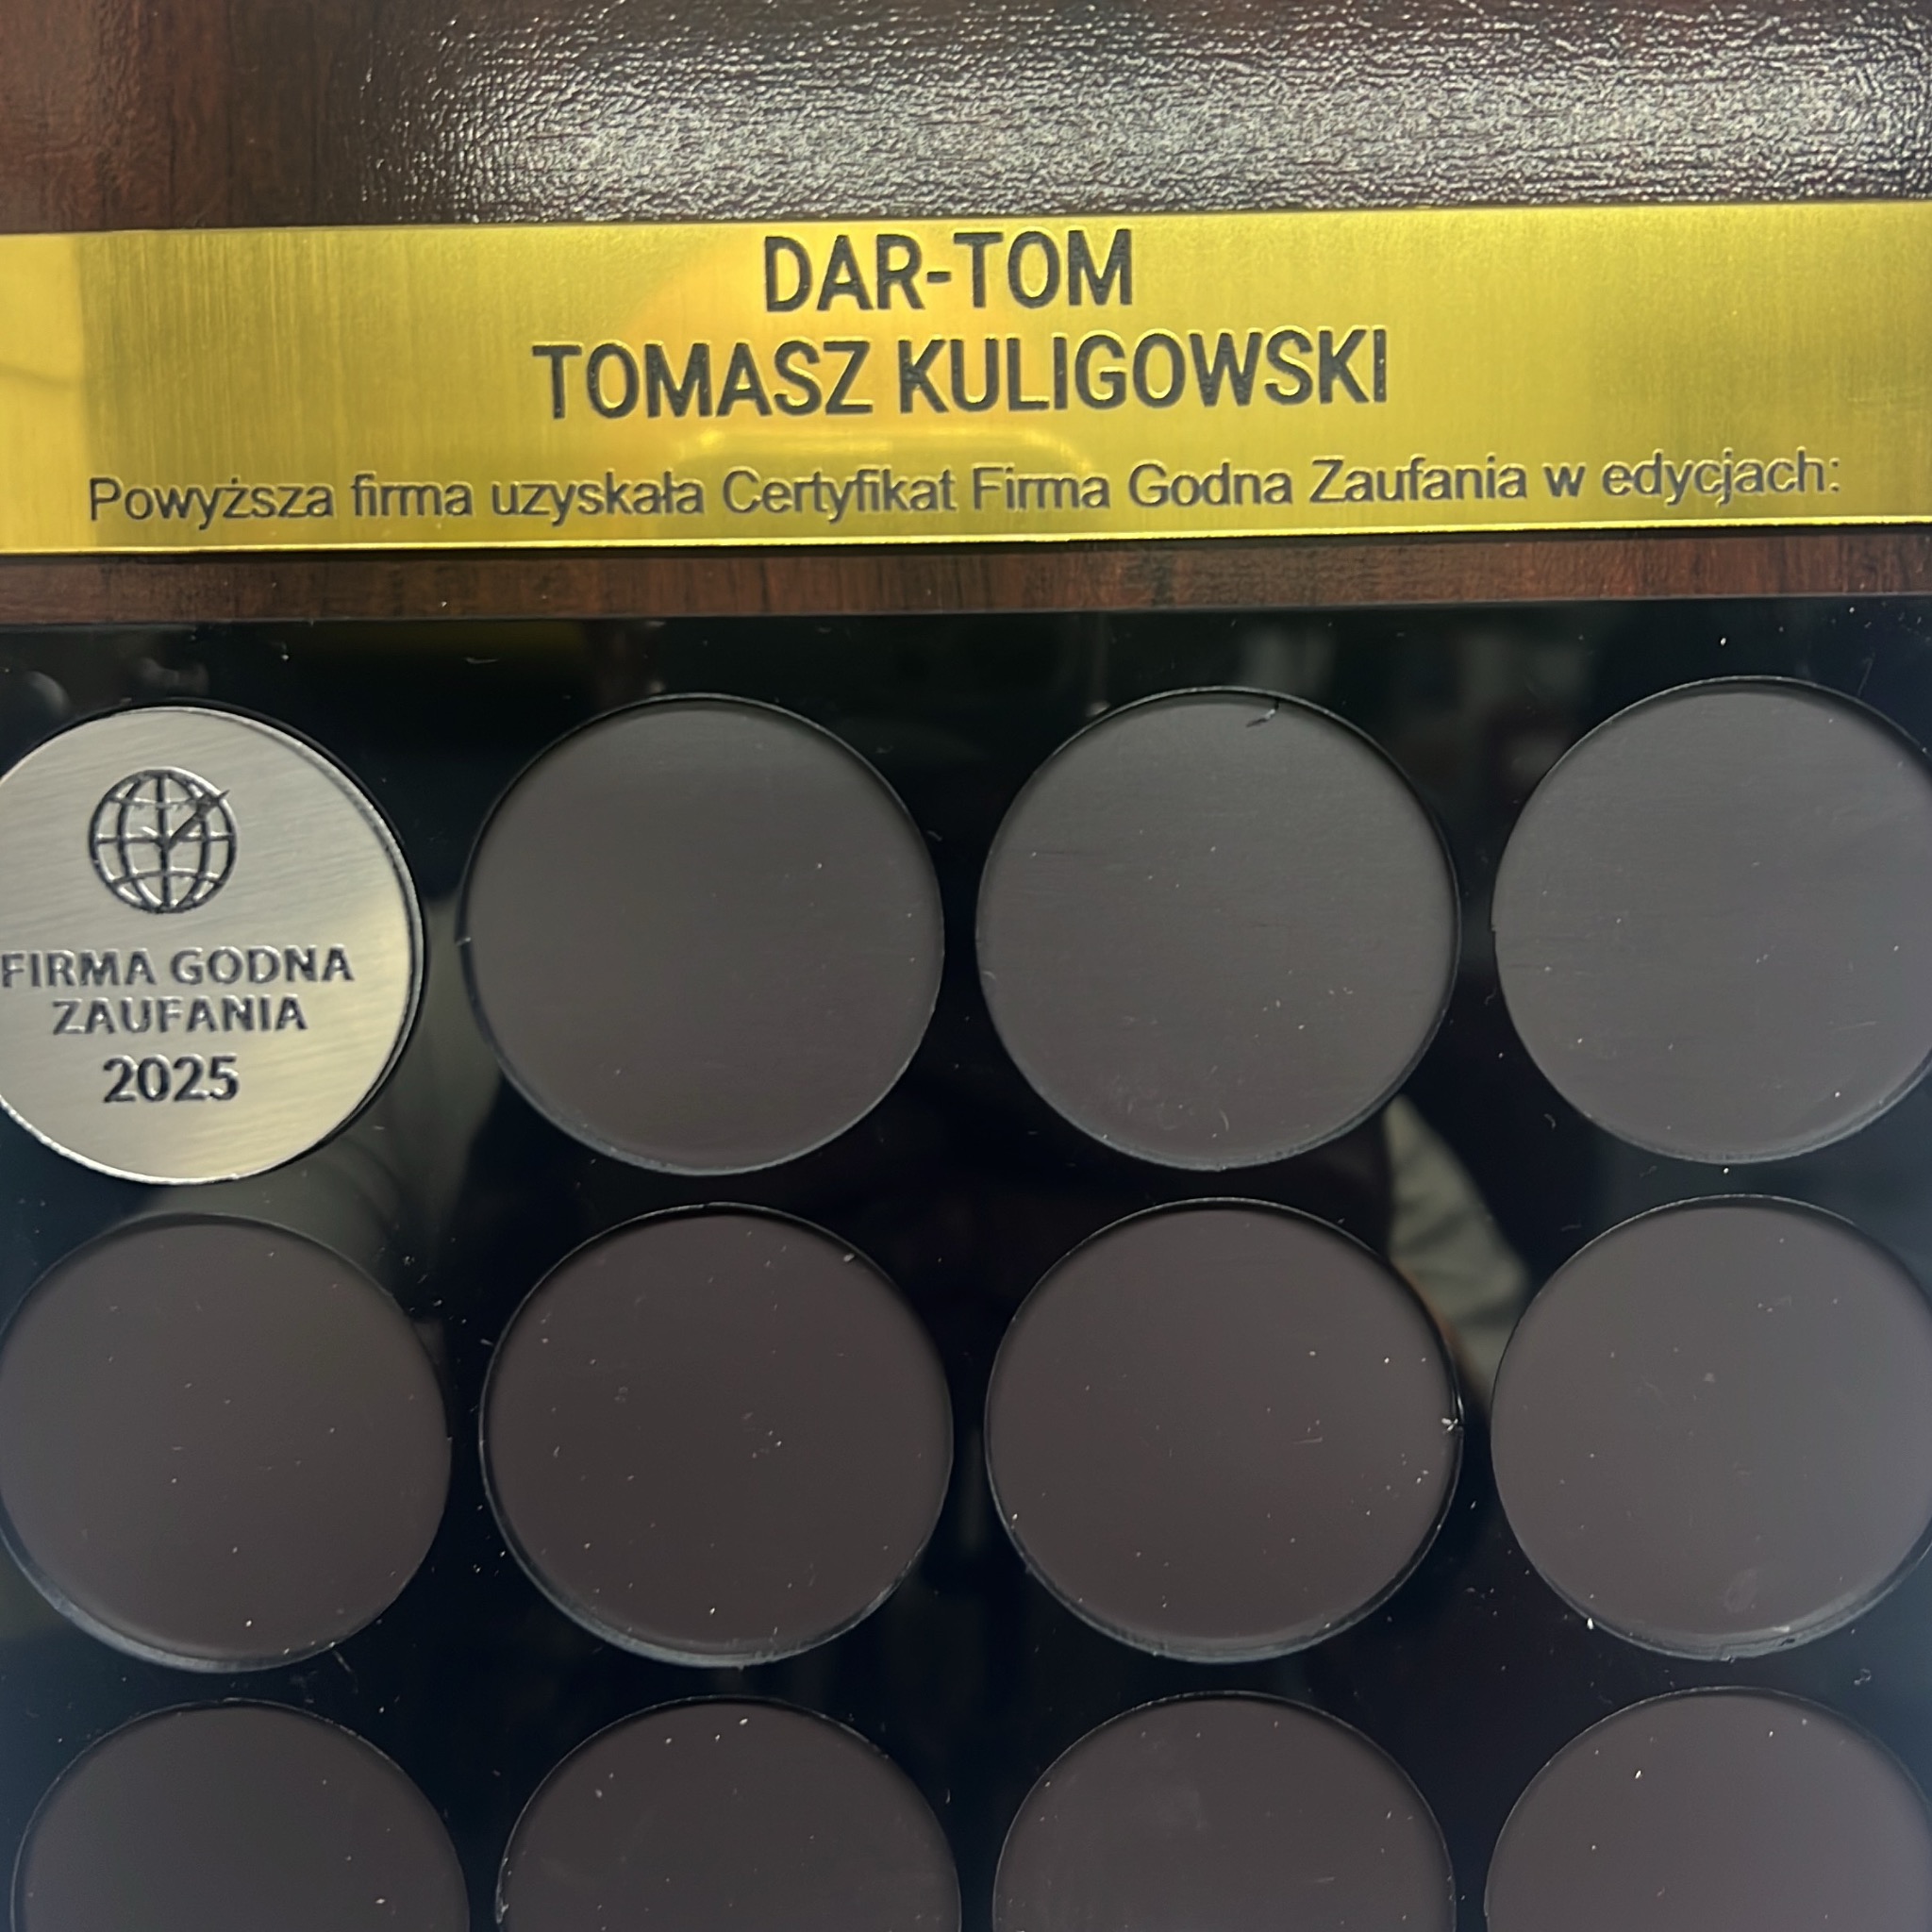 DAR-TOM
TOMASZ KULIGOWSKI
Powyższa firma uzyskała Certyfikat Firma Godna Zaufania w edycjach:
FIRMA GODNA
ZAUFANIA
2025